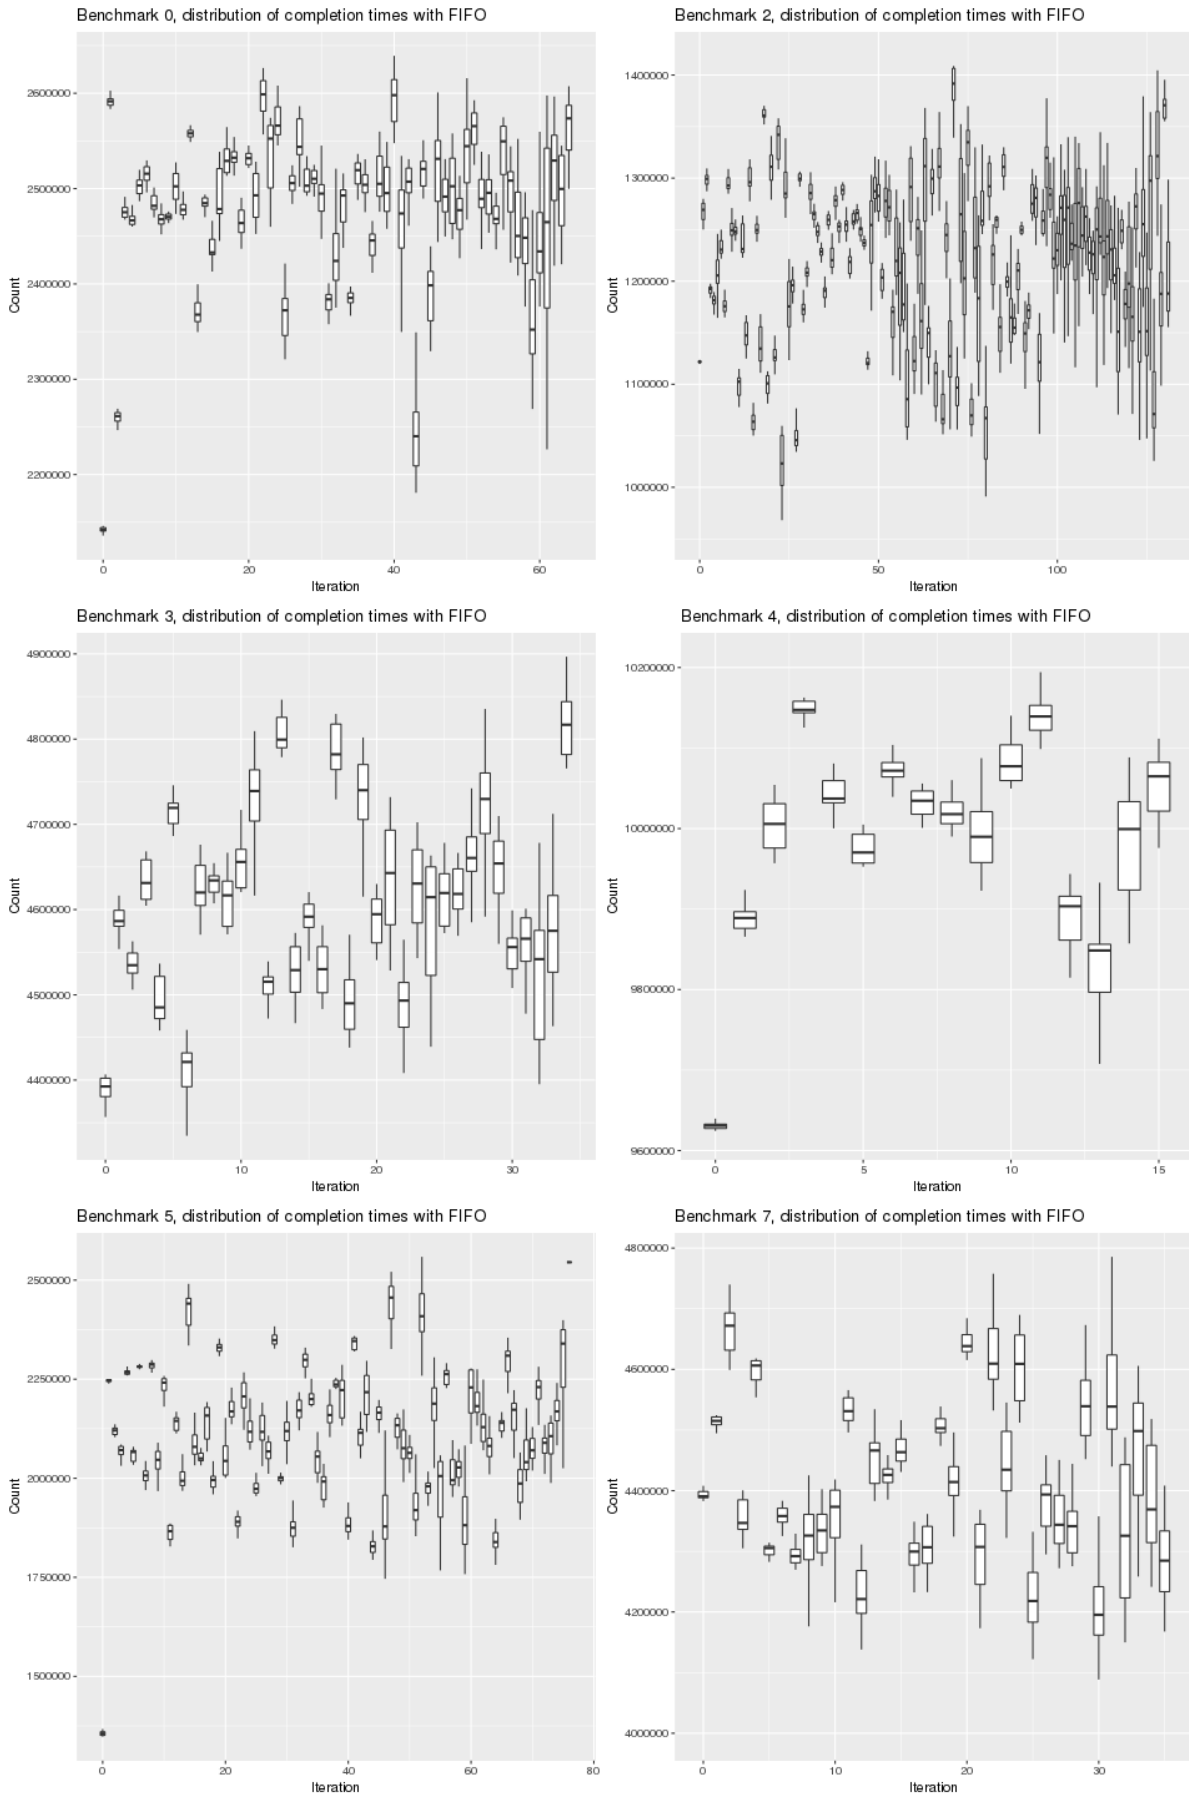 Benchmark 0, distribution of completion times with FIFO
2600000
2500000
2400000
2300000
2200000
Count
0 20 40 60
Iteration
Benchmark 2, distribution of completion times with FIFO
1400000
1300000
1200000
1100000
1000000
Count
0 50 100
Iteration
Benchmark 3, distribution of completion times with FIFO
4900000
4800000
4700000
4600000
4500000
4400000
Count
0 10 20 30
Iteration
Benchmark 4, distribution of completion times with FIFO
10200000
10000000
9800000
9600000
Count
0 5 10 15
Iteration
Benchmark 5, distribution of completion times with FIFO
2500000
2250000
2000000
1750000
1500000
Count
0 20 40 60 80
Iteration
Benchmark 7, distribution of completion times with FIFO
4800000
4600000
4400000
4200000
4000000
Count
0 10 20 30
Iteration